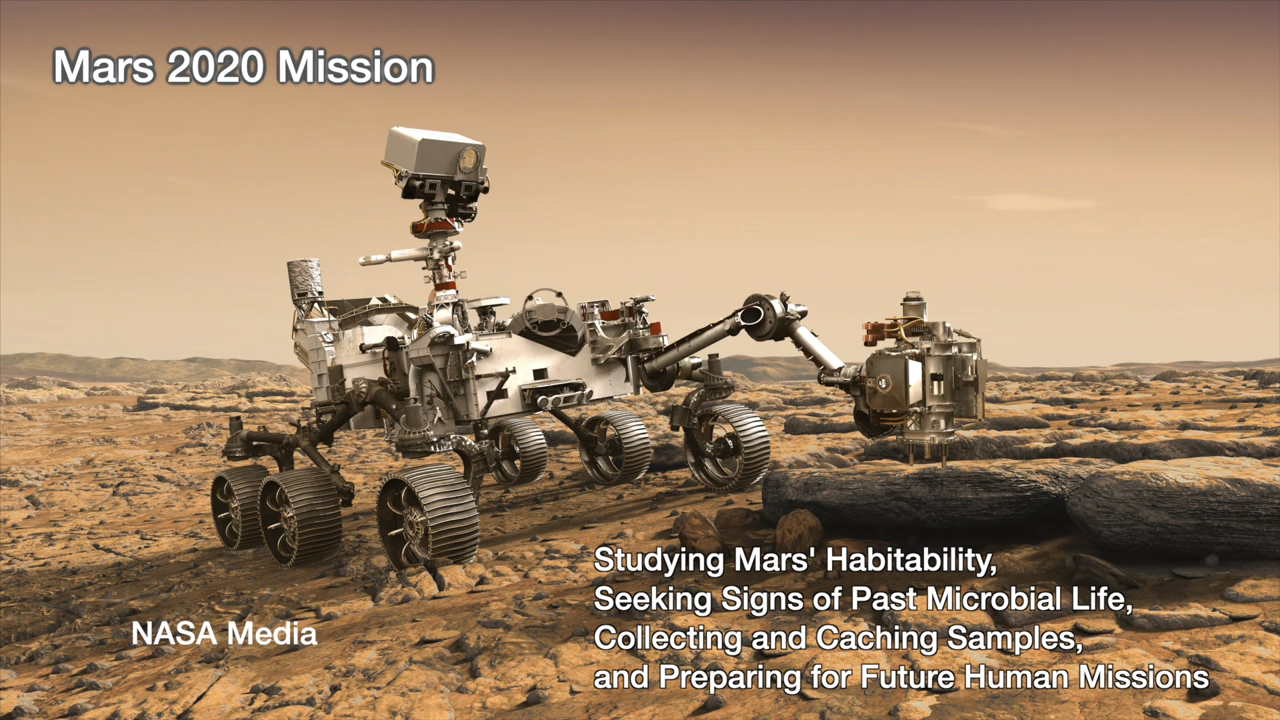 Mars 2020 Mission
Studying Mars' Habitability,
Seeking Signs of Past Microbial Life,
Collecting and Caching Samples,
and Preparing for Future Human Missions
NASA Media